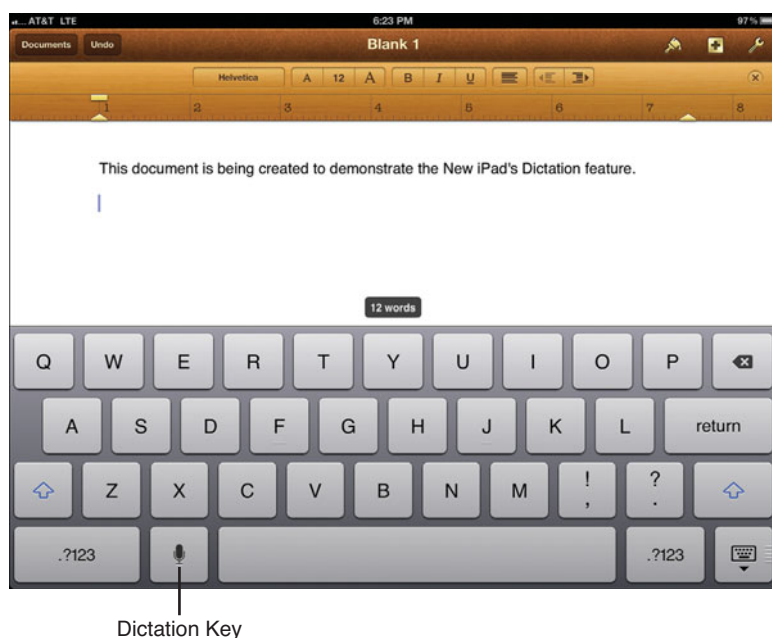 AT&T LTE 6:23 PM 97%
Documents Undo Blank 1
Helvetica A 12 A B I U
1 2 3 4 5 6 7 8
This document is being created to demonstrate the New iPad's Dictation feature.
12 words
Q W E R T Y U I O P
A S D F G H J K L return
Z X C V B N M ! , ? .
.?123 .?123
Dictation Key